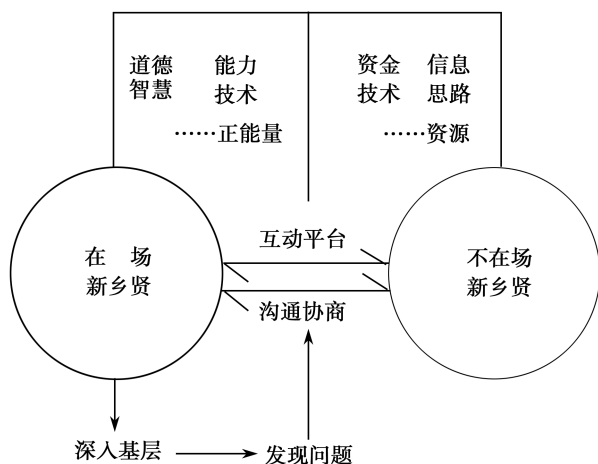 道德 能力
智慧 技术
……正能量
资金 信息
技术 思路
……资源
互动平台
在 场
新乡贤
不在场
新乡贤
沟通协商
深入基层
发现问题